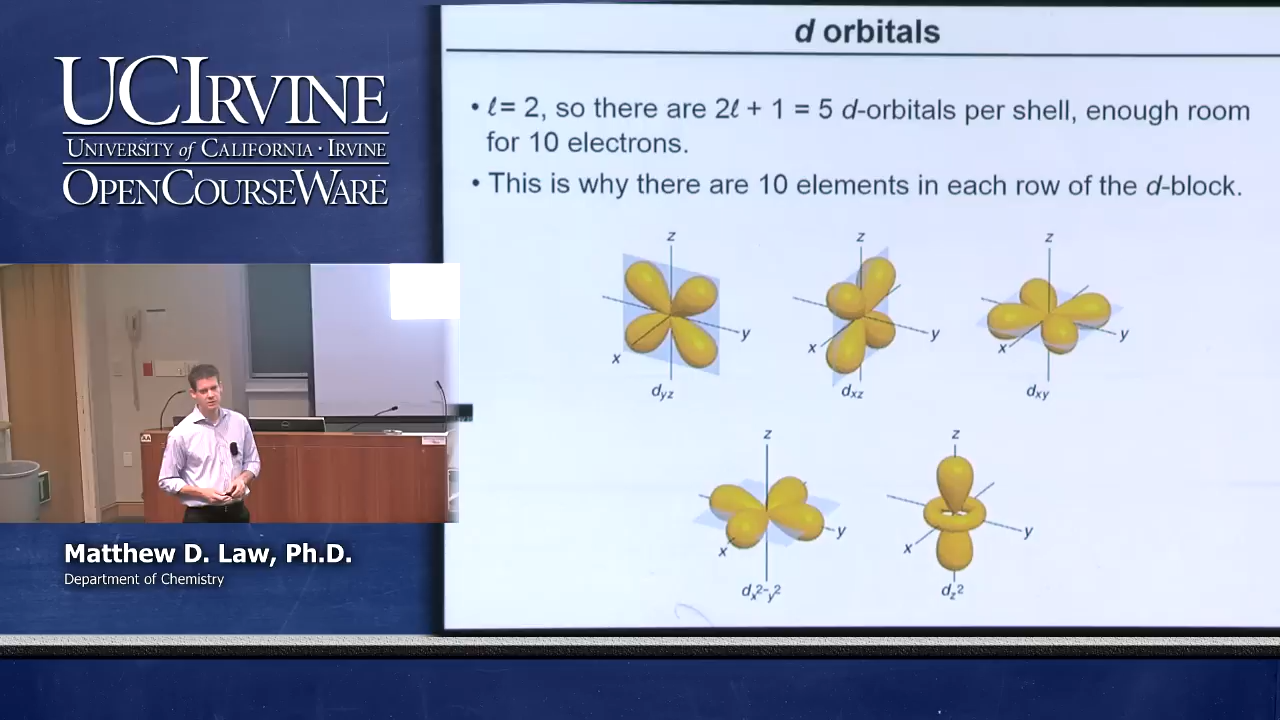 UCIRVINE
UNIVERSITY of CALIFORNIA · IRVINE
OPENCOURSEWARE
Matthew D. Law, Ph.D.
Department of Chemistry
d orbitals
• ℓ= 2, so there are 2ℓ + 1 = 5 d-orbitals per shell, enough room
for 10 electrons.
• This is why there are 10 elements in each row of the d-block.
z
y
x
dyz
z
y
x
dxz
z
y
x
dxy
z
y
x
dx²-y²
z
y
x
dz²